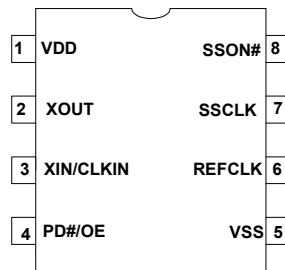 1 VDD SSON# 8
2 XOUT SSCLK 7
3 XIN/CLKIN REFCLK 6
4 PD#/OE VSS 5